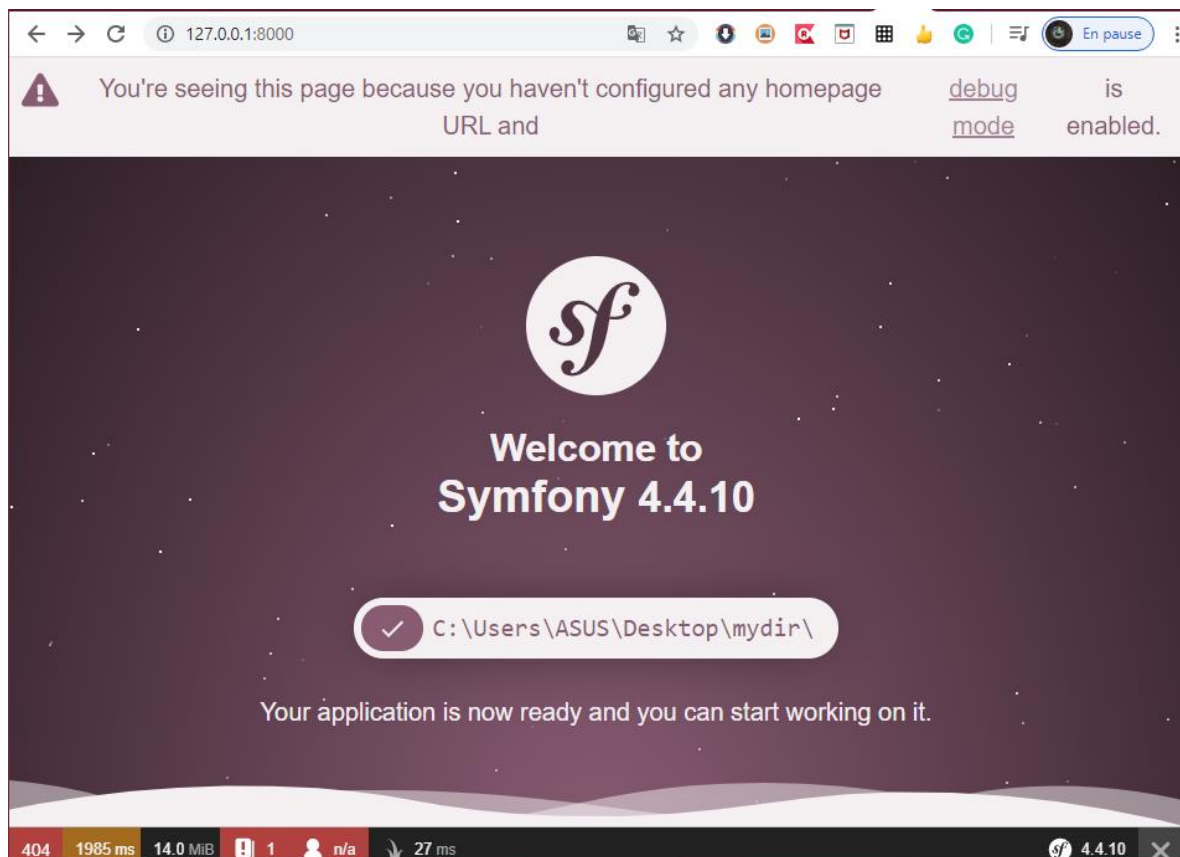 127.0.0.1:8000
En pause
You're seeing this page because you haven't configured any homepage
URL and
debug
mode
is
enabled.
sf
Welcome to
Symfony 4.4.10
C:\Users\ASUS\Desktop\mydir\
Your application is now ready and you can start working on it.
404 1985 ms 14.0 MiB 1 n/a 27 ms sf 4.4.10